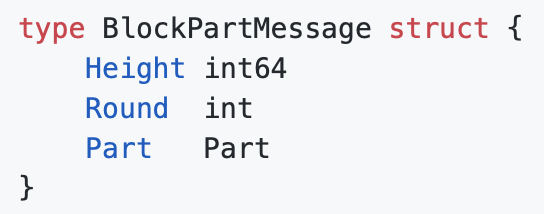 type BlockPartMessage struct {
    Height int64
    Round  int
    Part   Part
}